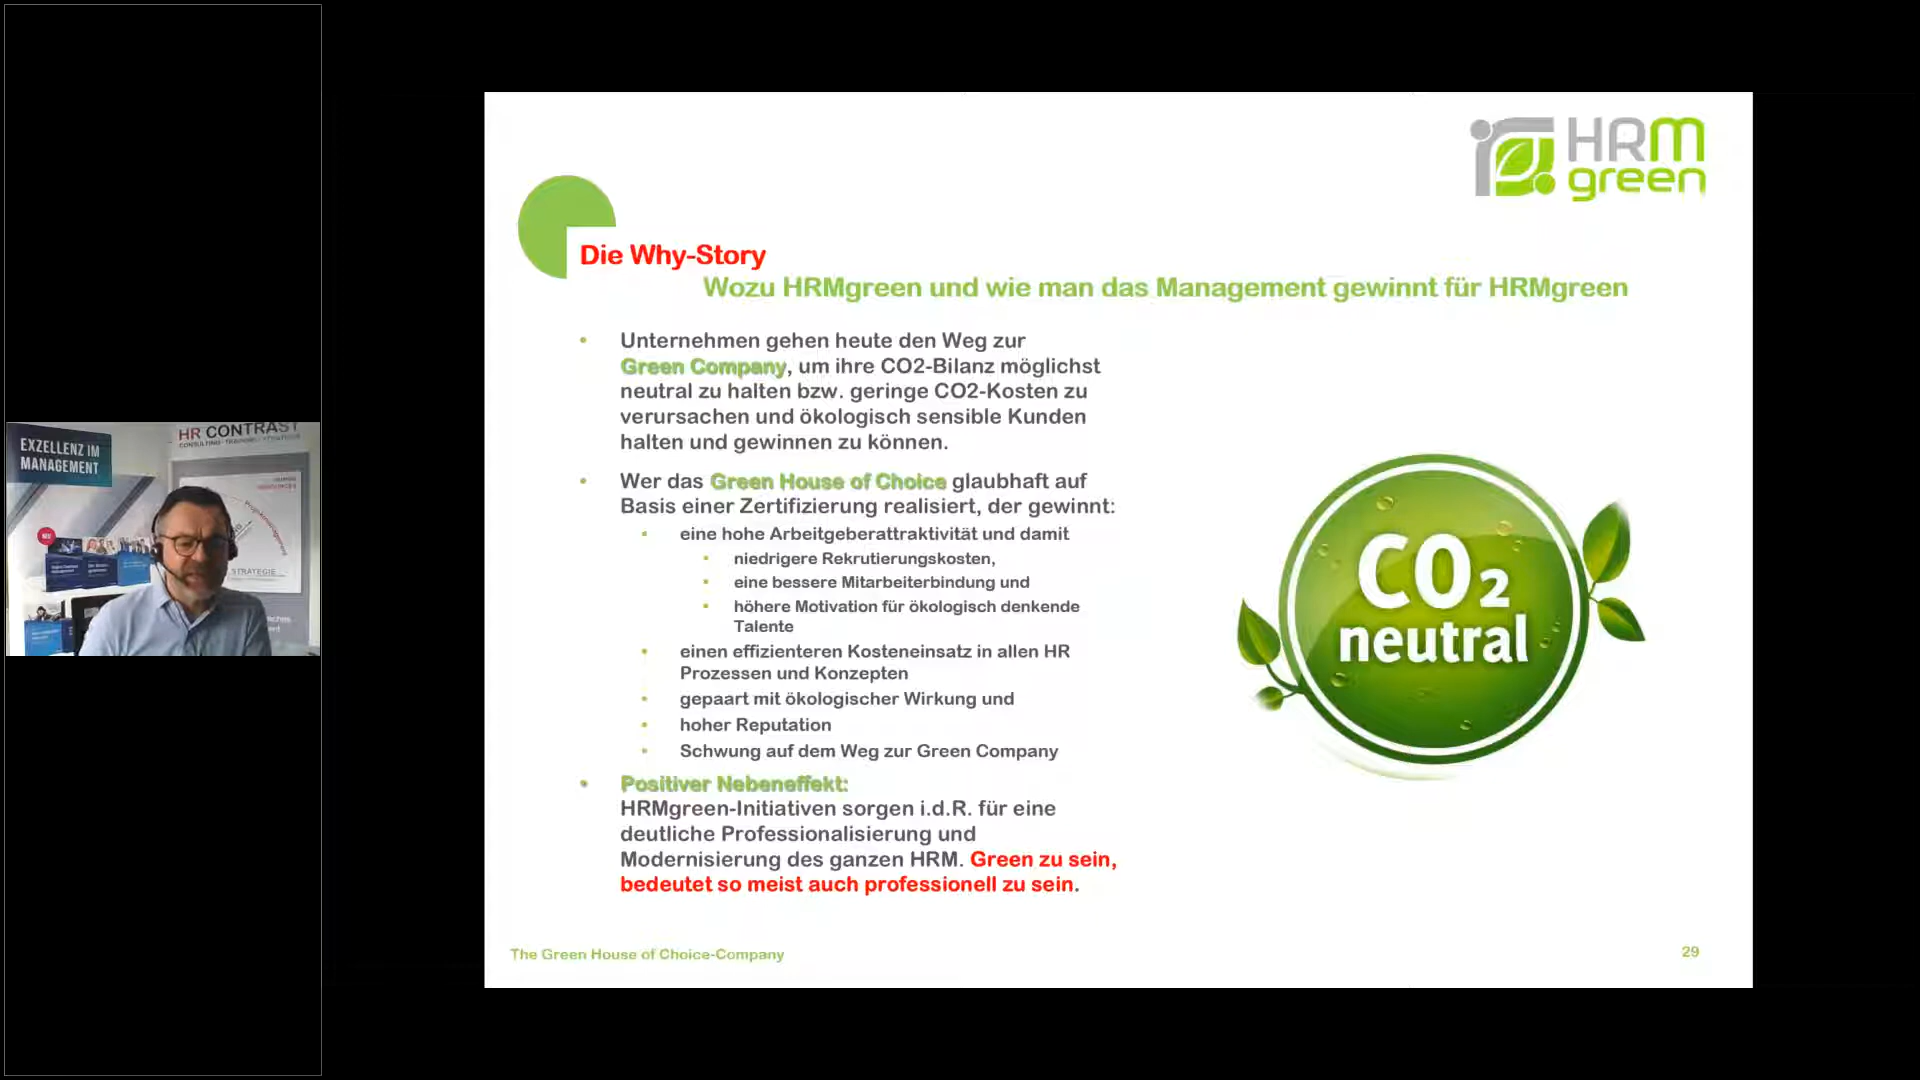 EXZELLENZ IM
MANAGEMENT
HR CONTRAST
STRATEGIE
HRM
green
Die Why-Story
Wozu HRMgreen und wie man das Management gewinnt für HRMgreen
• Unternehmen gehen heute den Weg zur
Green Company, um ihre CO2-Bilanz möglichst
neutral zu halten bzw. geringe CO2-Kosten zu
verursachen und ökologisch sensible Kunden
halten und gewinnen zu können.
• Wer das Green House of Choice glaubhaft auf
Basis einer Zertifizierung realisiert, der gewinnt:
• eine hohe Arbeitgeberattraktivität und damit
• niedrigere Rekrutierungskosten,
• eine bessere Mitarbeiterbindung und
• höhere Motivation für ökologisch denkende
Talente
• einen effizienteren Kosteneinsatz in allen HR
Prozessen und Konzepten
• gepaart mit ökologischer Wirkung und
• hoher Reputation
• Schwung auf dem Weg zur Green Company
• Positiver Nebeneffekt:
HRMgreen-Initiativen sorgen i.d.R. für eine
deutliche Professionalisierung und
Modernisierung des ganzen HRM. Green zu sein,
bedeutet so meist auch professionell zu sein.
CO2
neutral
The Green House of Choice-Company
29